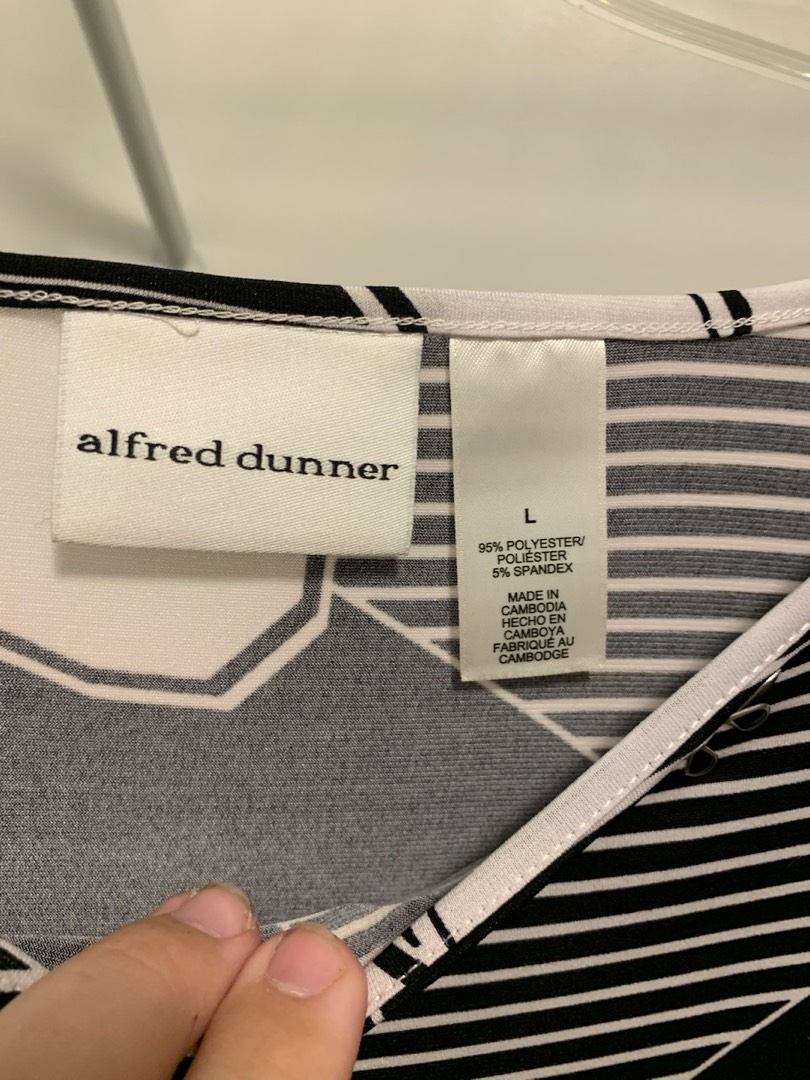 alfred dunner
L
95% POLYESTER/
POLIÉSTER
5% SPANDEX
MADE IN
CAMBODIA
HECHO EN
CAMBOYA
FABRIQUÉ AU
CAMBODGE